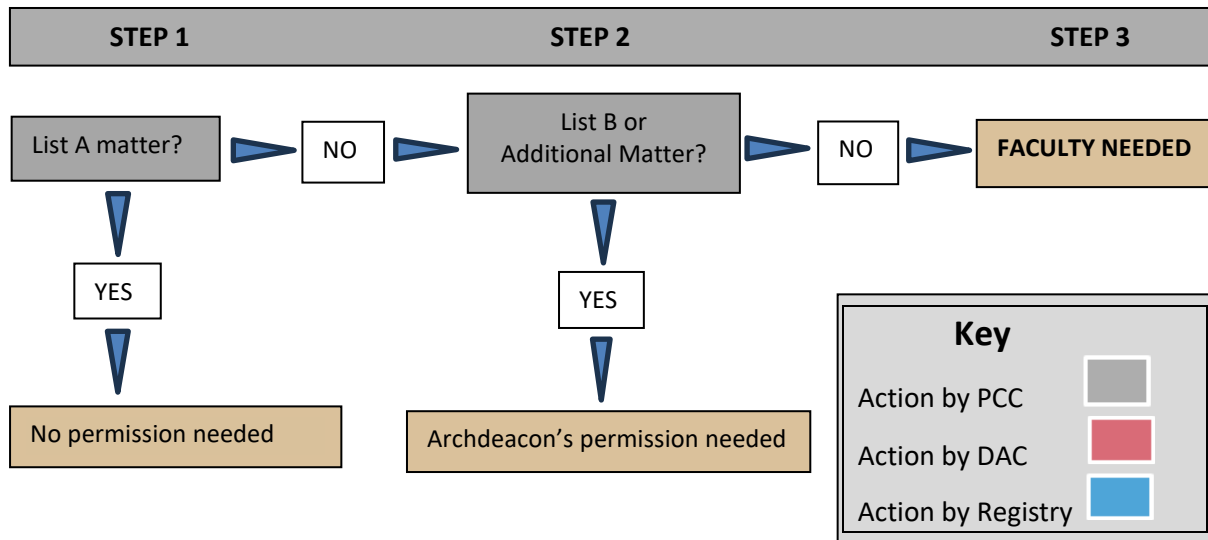 STEP 1 STEP 2 STEP 3
List A matter?
NO
List B or
Additional Matter?
NO
FACULTY NEEDED
YES
YES
No permission needed
Archdeacon’s permission needed
Key
Action by PCC
Action by DAC
Action by Registry